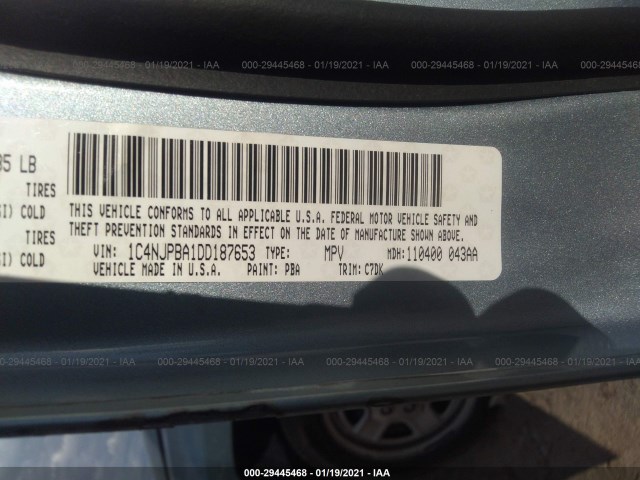 000-29445468 - 01/19/2021 - IAA 000-29445468 - 01/19/2021 - IAA 000-29445468 - 01/19/2021 - IAA
85 LB
TIRES
SI) COLD
TIRES
SI) COLD
THIS VEHICLE CONFORMS TO ALL APPLICABLE U.S.A. FEDERAL MOTOR VEHICLE SAFETY AND
THEFT PREVENTION STANDARDS IN EFFECT ON THE DATE OF MANUFACTURE SHOWN ABOVE.
VIN: 1C4NJPBA1DD187653 TYPE: MPV MDH: 110400 043AA
VEHICLE MADE IN U.S.A. PAINT: PBA TRIM: C7DK
000-29445468 - 01/19/2021 - IAA 000-29445468 - 01/19/2021 - IAA 000-29445468 - 01/19/2021 - IAA
000-29445468 - 01/19/2021 - IAA